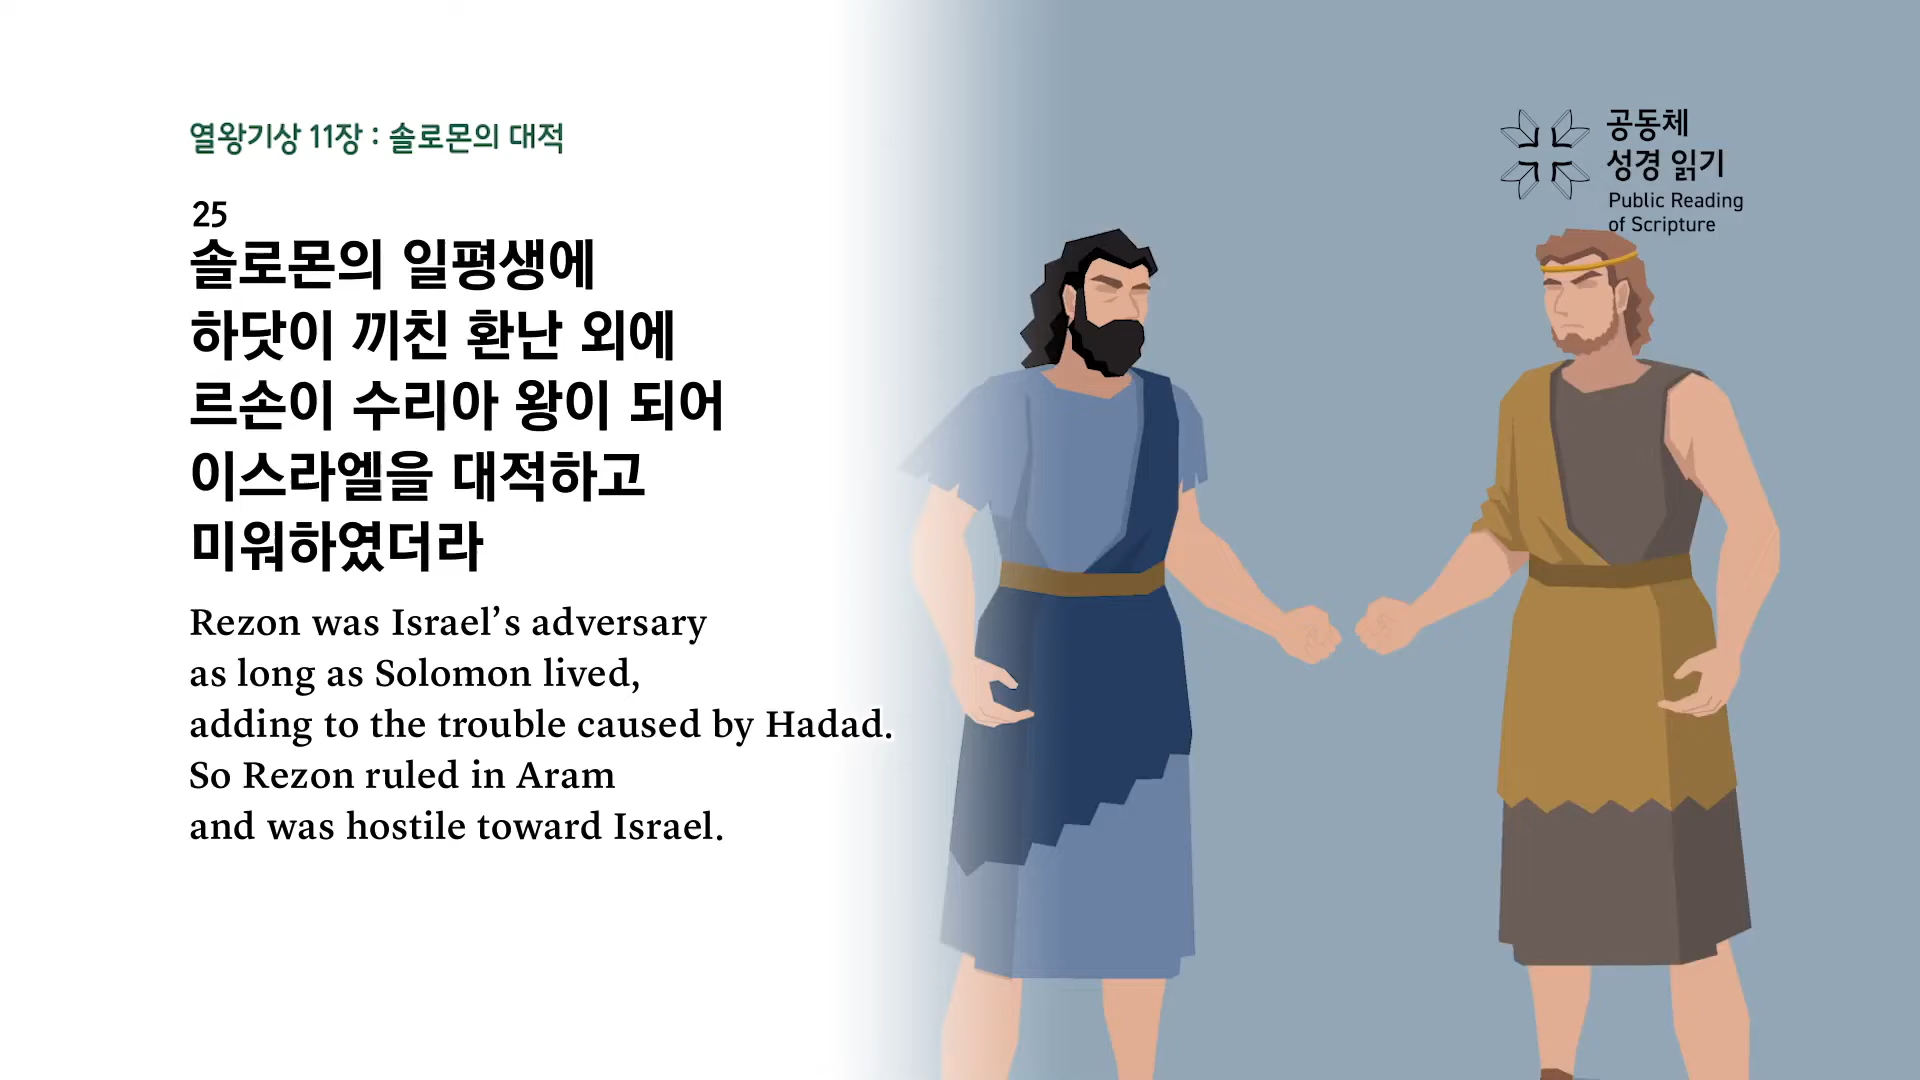 열왕기상 11장 : 솔로몬의 대적
25
솔로몬의 일평생에
하닷이 끼친 환난 외에
르손이 수리아 왕이 되어
이스라엘을 대적하고
미워하였더라
Rezon was Israel’s adversary
as long as Solomon lived,
adding to the trouble caused by Hadad.
So Rezon ruled in Aram
and was hostile toward Israel.
공동체
성경 읽기
Public Reading
of Scripture